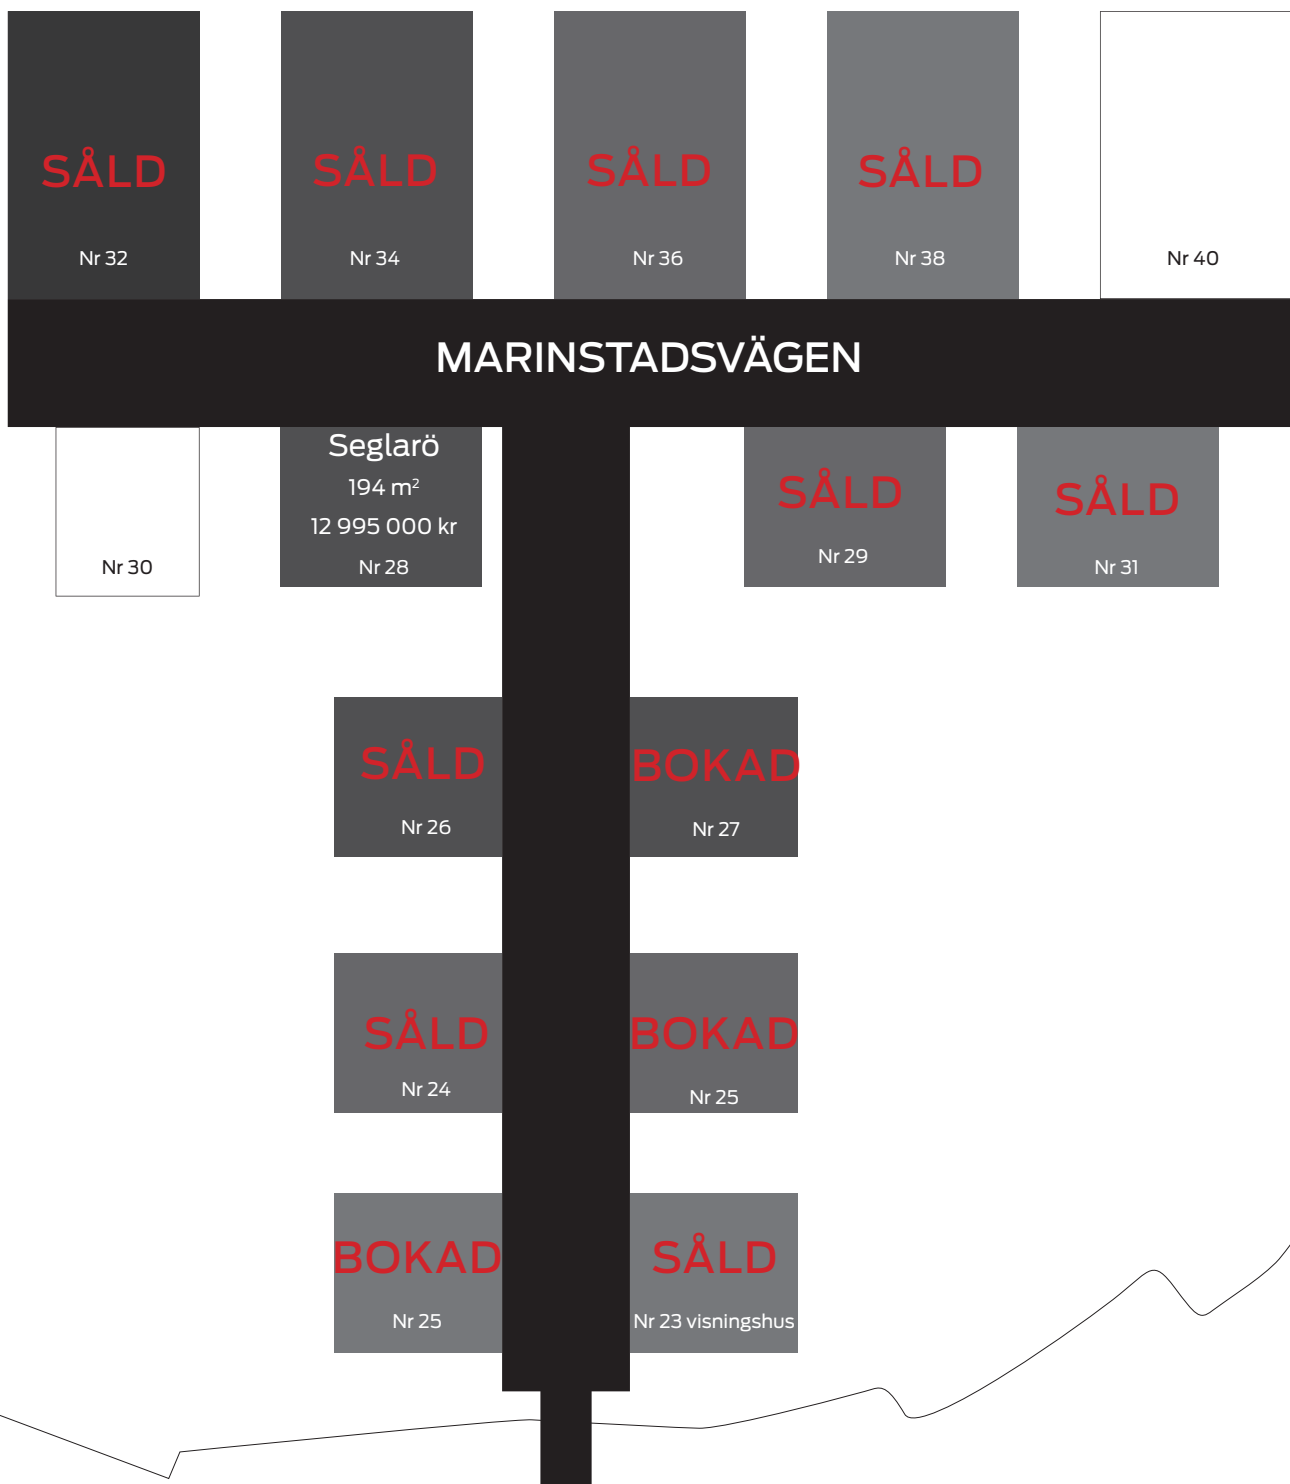 SÅLD
Nr 32
SÅLD
Nr 34
SÅLD
Nr 36
SÅLD
Nr 38
Nr 40
MARINSTADSVÄGEN
Nr 30
Seglarö
194 m²
12 995 000 kr
Nr 28
SÅLD
Nr 29
SÅLD
Nr 31
SÅLD
Nr 26
BOKAD
Nr 27
SÅLD
Nr 24
BOKAD
Nr 25
BOKAD
Nr 25
SÅLD
Nr 23 visningshus